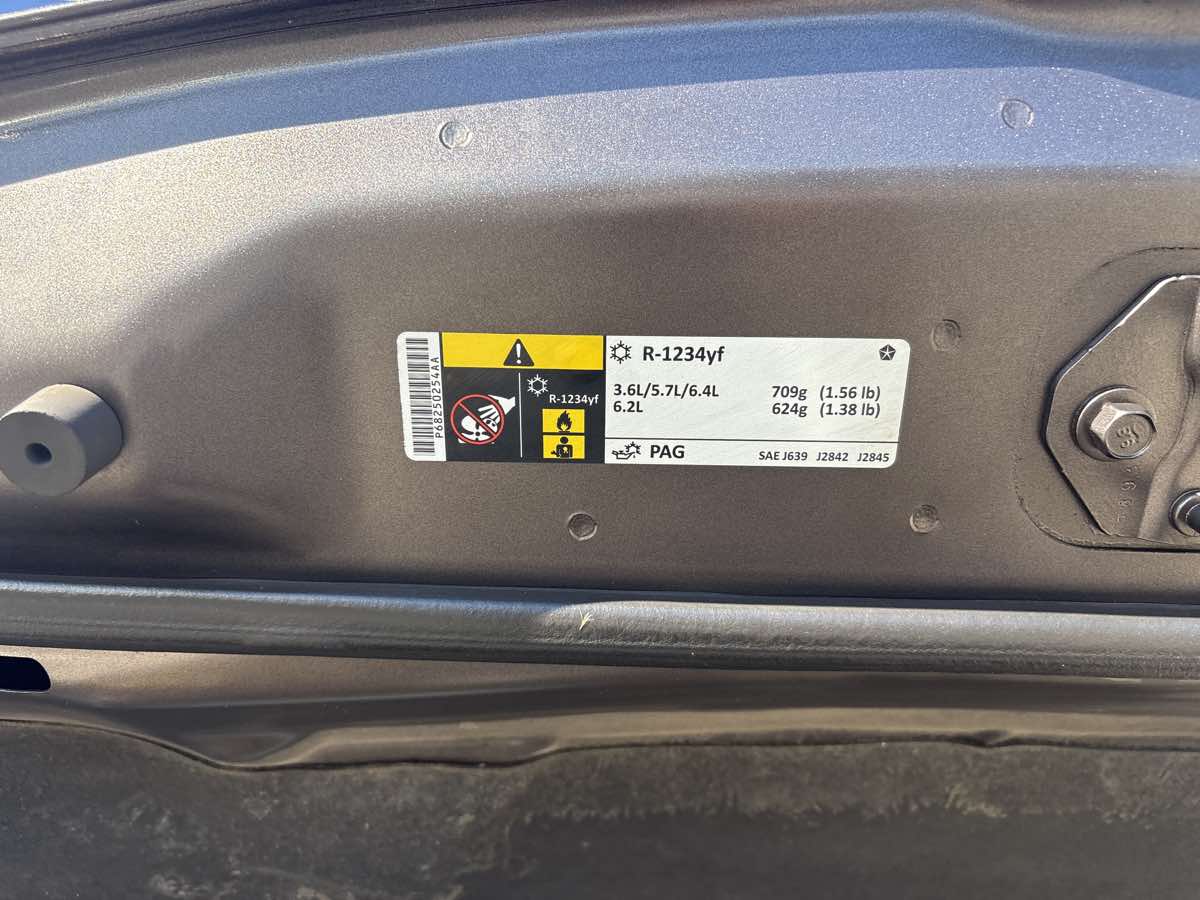 P68250254AA
R-1234yf
R-1234yf
3.6L/5.7L/6.4L 709g (1.56 lb)
6.2L 624g (1.38 lb)
PAG SAE J639 J2842 J2845